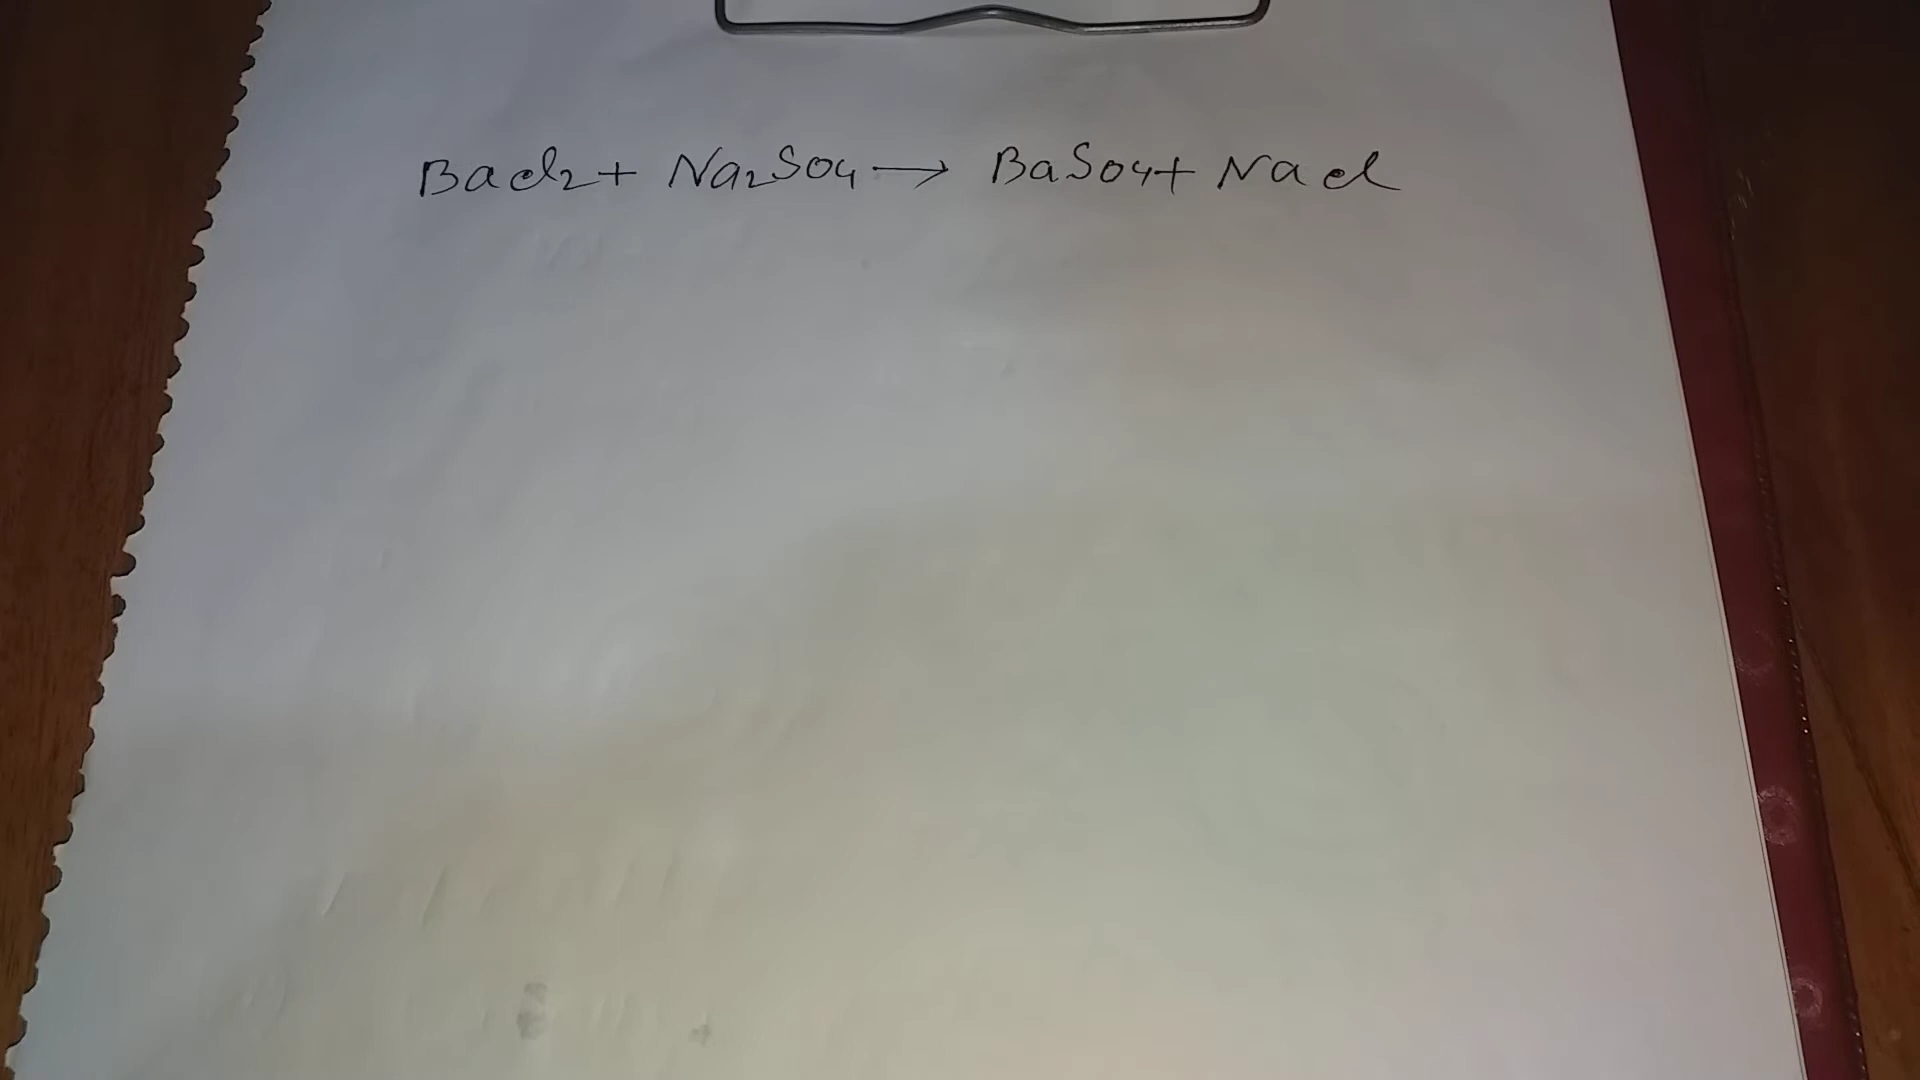 BaCl₂ + Na₂SO₄ → BaSO₄ + NaCl